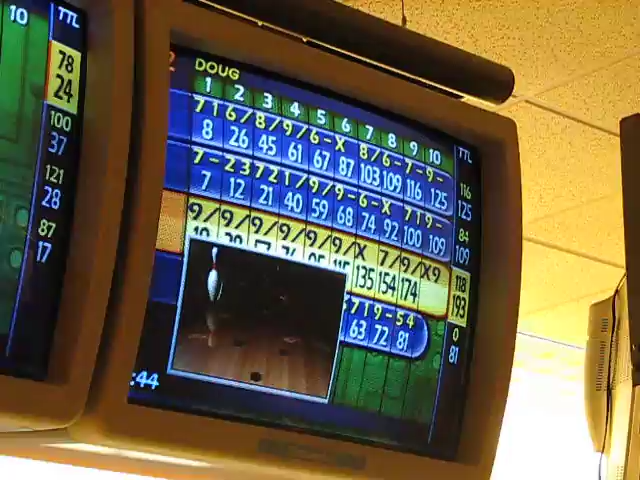 10 TTL
78
24
100
37
121
28
87
17
2 DOUG
1 2 3 4 5 6 7 8 9 10 TTL
7 1 6 / 8 / 9 / 6 - X 8 / 6 - 7 - 9 - 116
8 26 45 61 67 87 103 109 116 125 125
7 - 2 3 7 2 1 / 9 / 9 - 6 - X 7 1 9 - 84
7 12 21 40 59 68 74 92 100 109 109
9 / 9 / 9 / 9 / 9 / 9 / X 7 / 9 / X 9 118
135 154 174 193
7 1 9 - 5 4 0
63 72 81 81
:44